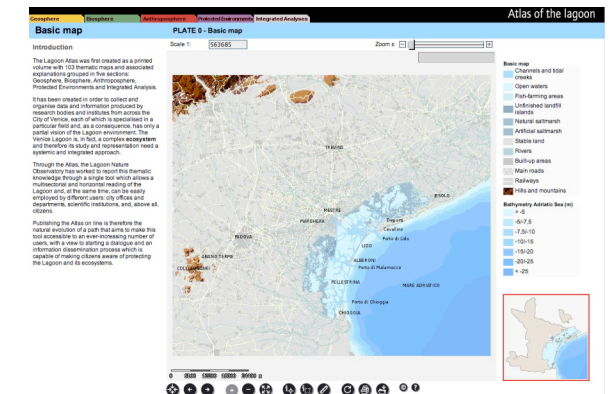 Atlas of the lagoon
Geosphere
Biosphere
Anthroposphere
Protected Environments
Integrated Analyses
Basic map
PLATE 0 - Basic map
Introduction
The Lagoon Atlas was first created as a printed
volume with 103 thematic maps and associated
explanations grouped in five sections:
Geosphere, Biosphere, Anthroposphere,
Protected Environments and Integrated Analysis.
It has been created in order to collect and
organise data and information produced by
research bodies and institutes from across the
City of Venice, each of which is specialised in a
particular field and, as a consequence, has only a
partial vision of the Lagoon environment. The
Venice Lagoon is, in fact, a complex ecosystem
and therefore its study and representation need a
systemic and integrated approach.
Through the Atlas, the Lagoon Nature
Observatory has worked to report this thematic
knowledge through a single tool which allows a
multisectorial and horizontal reading of the
Lagoon and, at the same time, can be easily
employed by different users: city offices and
departments, scientific institutions, and, above all,
citizens.
Publishing the Atlas on line is therefore the
natural evolution of a path that aims to make this
tool accessible to an ever-increasing number of
users, with a view to starting a dialogue and an
information dissemination process which is
capable of making citizens aware of protecting
the Lagoon and its ecosystems.
Scale 1:
563685
Zoom ±
TREVISO
JESOLO
MESTRE
MARGHERA
Treporti
Cavallino
PADOVA
Porto di Lido
LIDO
ABANO TERME
ALBERONI
COLLI EUGANEI
Porto di Malamocco
PELLESTRINA
MARE ADRIATICO
Porto di Chioggia
CHIOGGIA
Basic map
Channels and tidal
creeks
Open waters
Fish-farming areas
Unfinished landfill
islands
Natural saltmarsh
Artificial saltmarsh
Stable land
Rivers
Built-up areas
Main roads
Railways
Hills and mountains
Bathymetry Adriatic Sea (m)
> -5
-5/-7,5
-7,5/-10
-10/-15
-15/-20
-20/-25
< -25